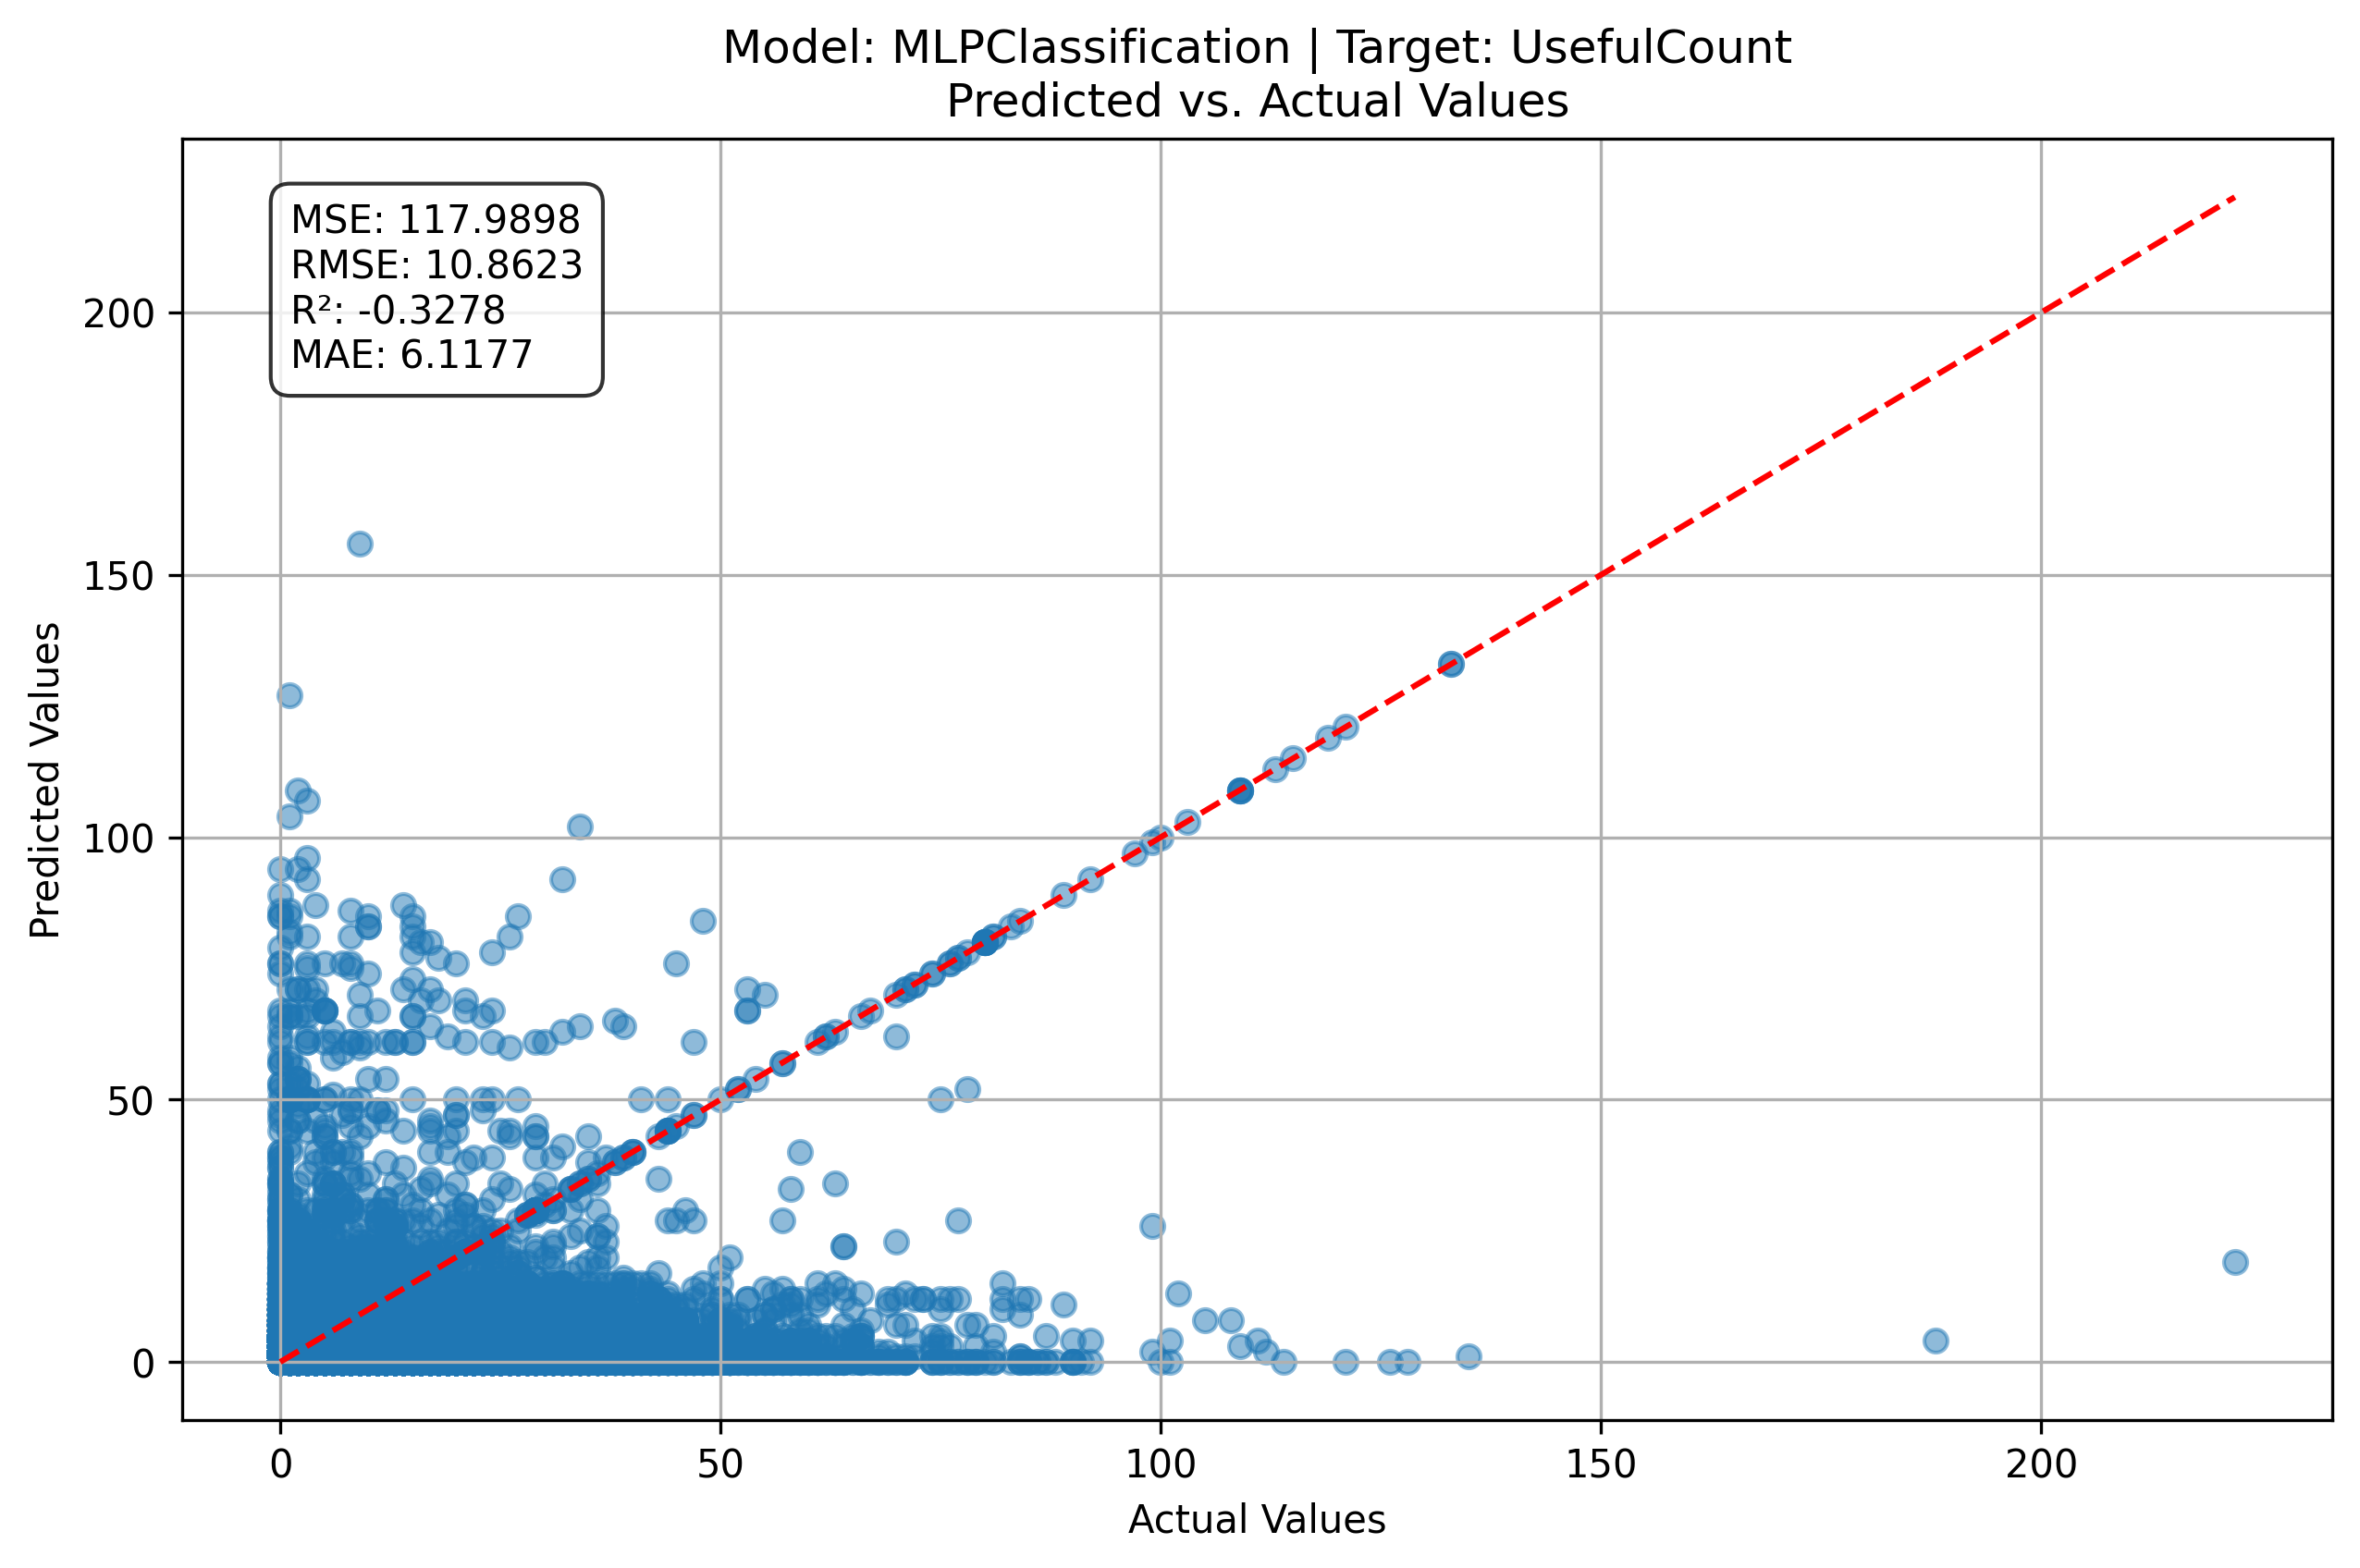 Model: MLPClassification | Target: UsefulCount
Predicted vs. Actual Values
MSE: 117.9898
RMSE: 10.8623
R²: -0.3278
MAE: 6.1177
Predicted Values
200
150
100
50
0
0 50 100 150 200
Actual Values